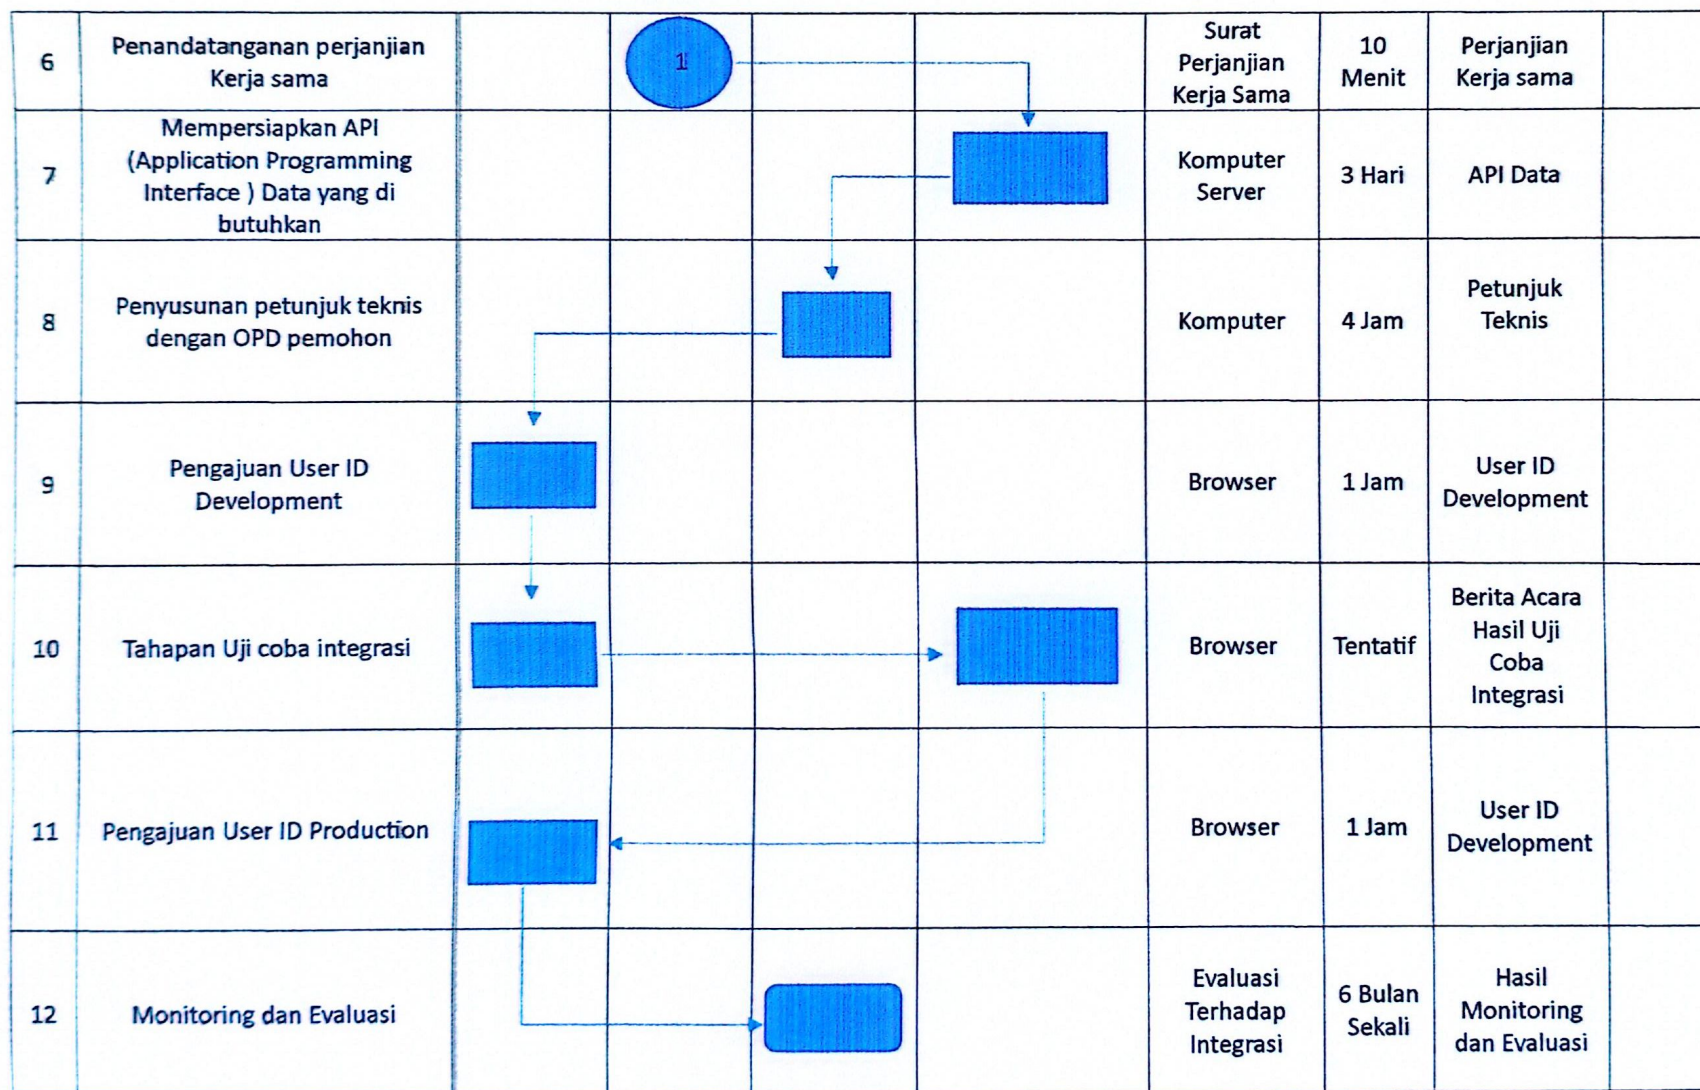 6
Penandatanganan perjanjian
Kerja sama
1
Surat
Perjanjian
Kerja Sama
10
Menit
Perjanjian
Kerja sama
7
Mempersiapkan API
(Application Programming
Interface ) Data yang di
butuhkan
Komputer
Server
3 Hari
API Data
8
Penyusunan petunjuk teknis
dengan OPD pemohon
Komputer
4 Jam
Petunjuk
Teknis
9
Pengajuan User ID
Development
Browser
1 Jam
User ID
Development
10
Tahapan Uji coba integrasi
Browser
Tentatif
Berita Acara
Hasil Uji
Coba
Integrasi
11
Pengajuan User ID Production
Browser
1 Jam
User ID
Development
12
Monitoring dan Evaluasi
Evaluasi
Terhadap
Integrasi
6 Bulan
Sekali
Hasil
Monitoring
dan Evaluasi